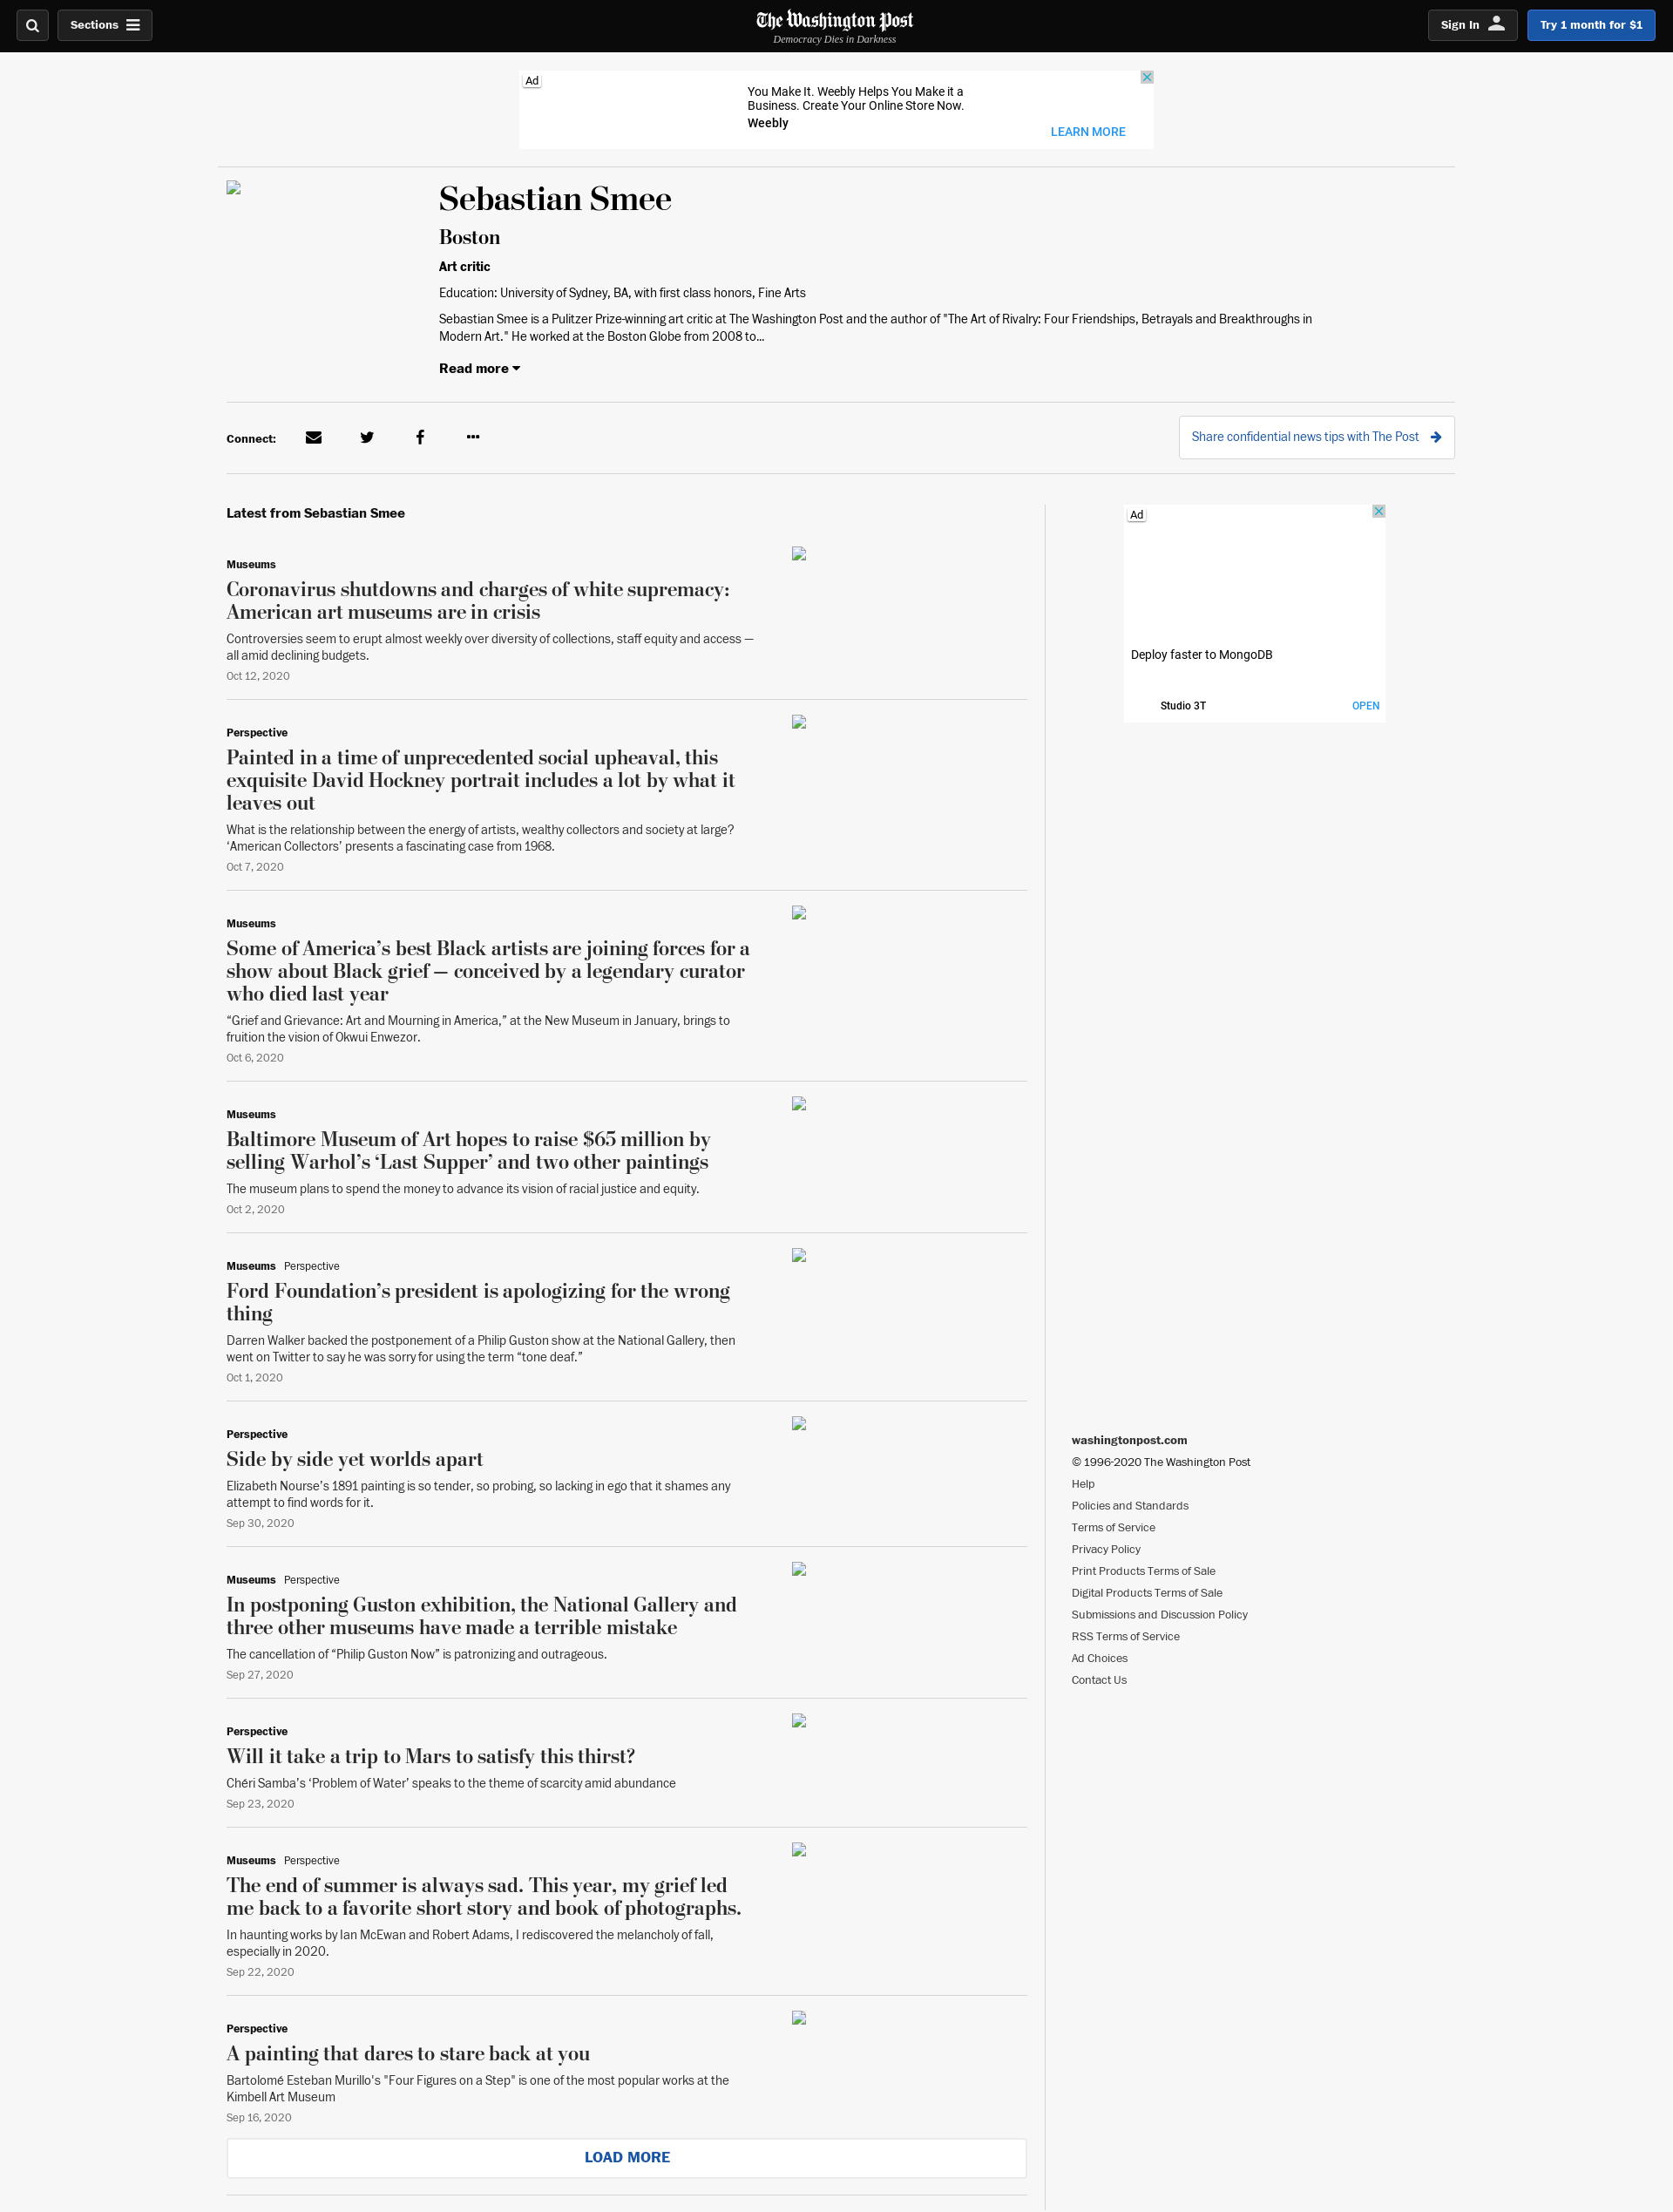 Sections
The Washington Post
Democracy Dies in Darkness
Sign In
Try 1 month for $1
Ad
You Make It. Weebly Helps You Make it a
Business. Create Your Online Store Now.
Weebly
LEARN MORE
Sebastian Smee
Boston
Art critic
Education: University of Sydney, BA, with first class honors, Fine Arts
Sebastian Smee is a Pulitzer Prize-winning art critic at The Washington Post and the author of "The Art of Rivalry: Four Friendships, Betrayals and Breakthroughs in
Modern Art." He worked at the Boston Globe from 2008 to...
Read more
Connect:
Share confidential news tips with The Post
Latest from Sebastian Smee
Museums
Coronavirus shutdowns and charges of white supremacy:
American art museums are in crisis
Controversies seem to erupt almost weekly over diversity of collections, staff equity and access —
all amid declining budgets.
Oct 12, 2020
Perspective
Painted in a time of unprecedented social upheaval, this
exquisite David Hockney portrait includes a lot by what it
leaves out
What is the relationship between the energy of artists, wealthy collectors and society at large?
‘American Collectors’ presents a fascinating case from 1968.
Oct 7, 2020
Museums
Some of America’s best Black artists are joining forces for a
show about Black grief — conceived by a legendary curator
who died last year
“Grief and Grievance: Art and Mourning in America,” at the New Museum in January, brings to
fruition the vision of Okwui Enwezor.
Oct 6, 2020
Museums
Baltimore Museum of Art hopes to raise $65 million by
selling Warhol’s ‘Last Supper’ and two other paintings
The museum plans to spend the money to advance its vision of racial justice and equity.
Oct 2, 2020
Museums Perspective
Ford Foundation’s president is apologizing for the wrong
thing
Darren Walker backed the postponement of a Philip Guston show at the National Gallery, then
went on Twitter to say he was sorry for using the term “tone deaf.”
Oct 1, 2020
Perspective
Side by side yet worlds apart
Elizabeth Nourse’s 1891 painting is so tender, so probing, so lacking in ego that it shames any
attempt to find words for it.
Sep 30, 2020
Museums Perspective
In postponing Guston exhibition, the National Gallery and
three other museums have made a terrible mistake
The cancellation of “Philip Guston Now” is patronizing and outrageous.
Sep 27, 2020
Perspective
Will it take a trip to Mars to satisfy this thirst?
Chéri Samba’s ‘Problem of Water’ speaks to the theme of scarcity amid abundance
Sep 23, 2020
Museums Perspective
The end of summer is always sad. This year, my grief led
me back to a favorite short story and book of photographs.
In haunting works by Ian McEwan and Robert Adams, I rediscovered the melancholy of fall,
especially in 2020.
Sep 22, 2020
Perspective
A painting that dares to stare back at you
Bartolomé Esteban Murillo's "Four Figures on a Step" is one of the most popular works at the
Kimbell Art Museum
Sep 16, 2020
LOAD MORE
Ad
Deploy faster to MongoDB
Studio 3T
OPEN
washingtonpost.com
© 1996-2020 The Washington Post
Help
Policies and Standards
Terms of Service
Privacy Policy
Print Products Terms of Sale
Digital Products Terms of Sale
Submissions and Discussion Policy
RSS Terms of Service
Ad Choices
Contact Us